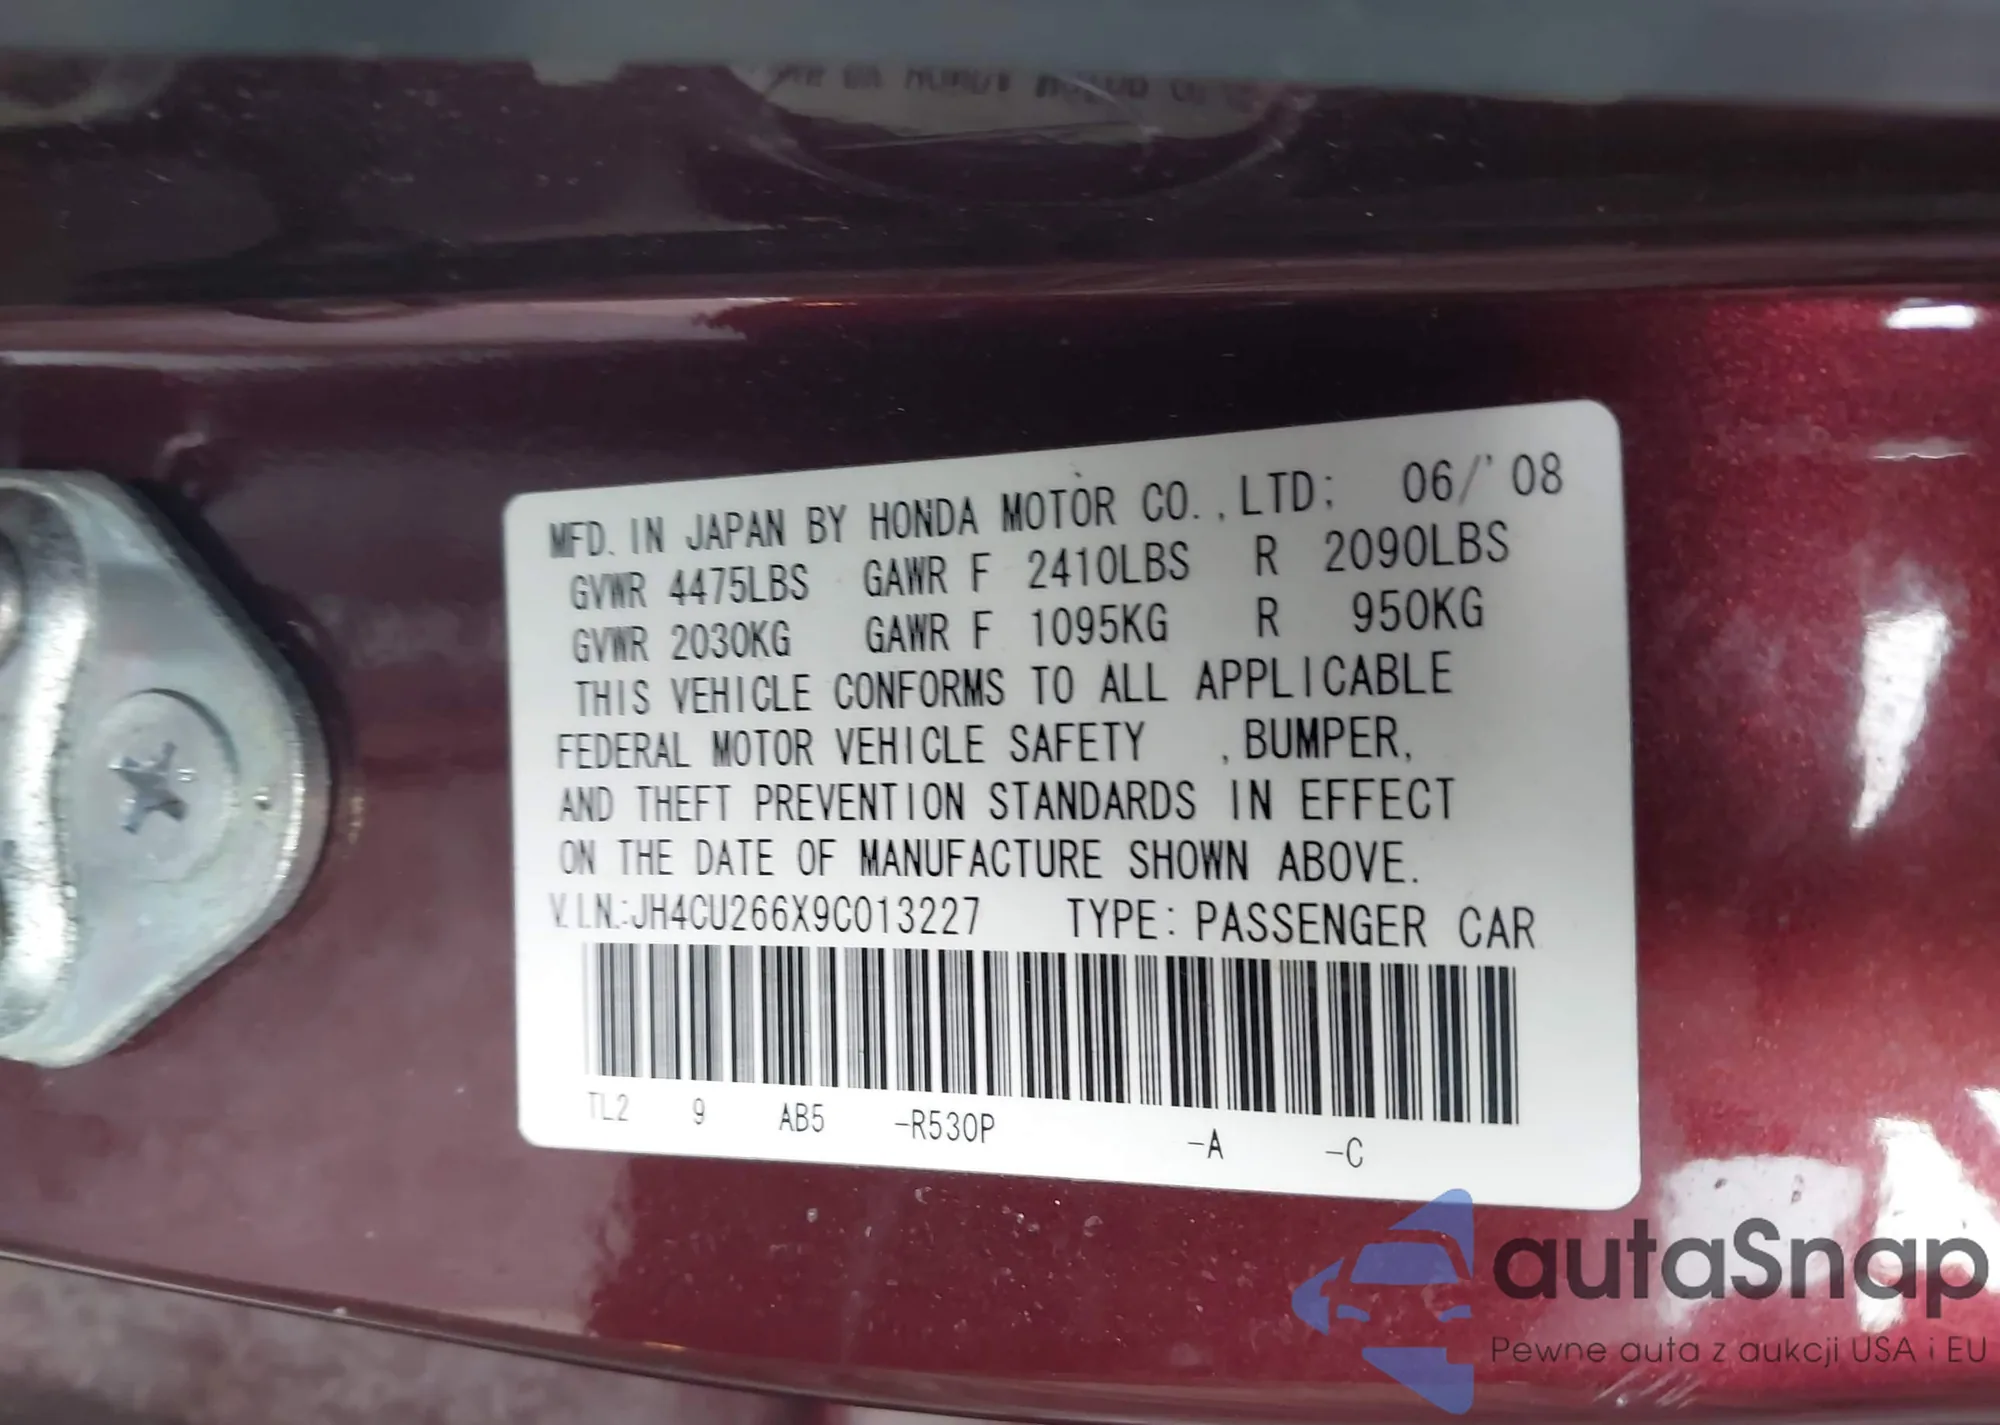 MFD. IN JAPAN BY HONDA MOTOR CO.,LTD; 06/'08
GVWR 4475LBS GAWR F 2410LBS R 2090LBS
GVWR 2030KG GAWR F 1095KG R 950KG
THIS VEHICLE CONFORMS TO ALL APPLICABLE
FEDERAL MOTOR VEHICLE SAFETY ,BUMPER,
AND THEFT PREVENTION STANDARDS IN EFFECT
ON THE DATE OF MANUFACTURE SHOWN ABOVE.
V.I.N.:JH4CU266X9C013227 TYPE: PASSENGER CAR
TL2 9 AB5 -R530P -A -C
autaSnap
Pewne auta z aukcji USA i EU